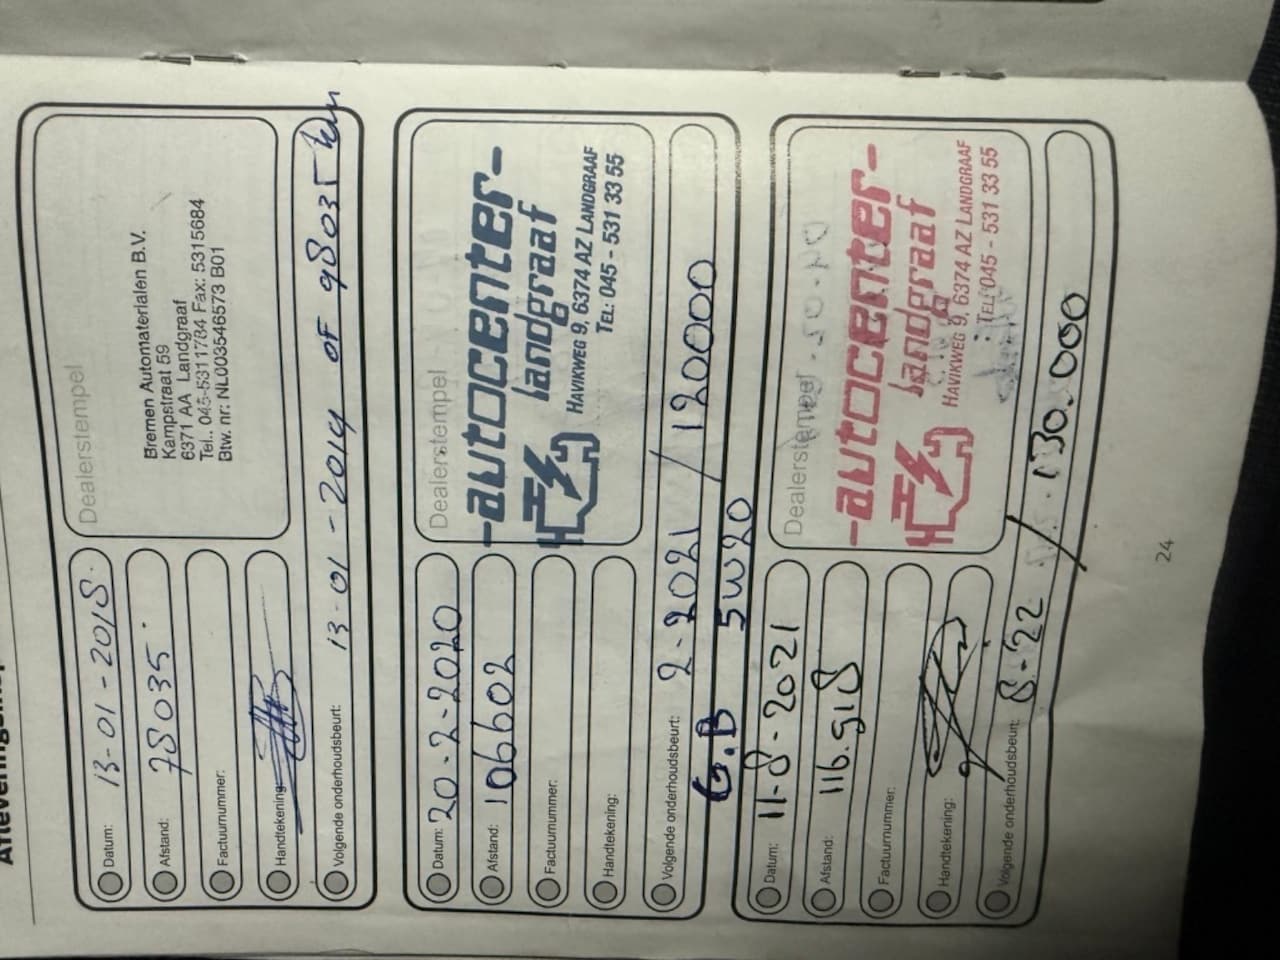 Dealerstempel
Bremen Automaterialen B.V.
Kampstraat 59
6371 AA Landgraaf
Tel.. 045-5311784 Fax: 5315684
Btw. nr: NL003546573 B01
Datum: 13-01-2018.
Afstand: 78035.
Factuurnummer:
Handtekening:
Volgende onderhoudsbeurt: 13-01-2019 OF 98035 km
Dealerstempel
-autocenter-
landgraaf
HAVIKWEG 9, 6374 AZ LANDGRAAF
TEL: 045 - 531 33 55
Datum: 20-2-2020
Afstand: 106602
Factuurnummer:
Handtekening:
Volgende onderhoudsbeurt: 2-2021 / 120000
G.B 5W20
Dealerstempel
-autocenter-
landgraaf
HAVIKWEG 9, 6374 AZ LANDGRAAF
TEL: 045 - 531 33 55
Datum: 11-8-2021
Afstand: 116.918
Factuurnummer:
Handtekening:
Volgende onderhoudsbeurt: 8-22 / 130.000
24